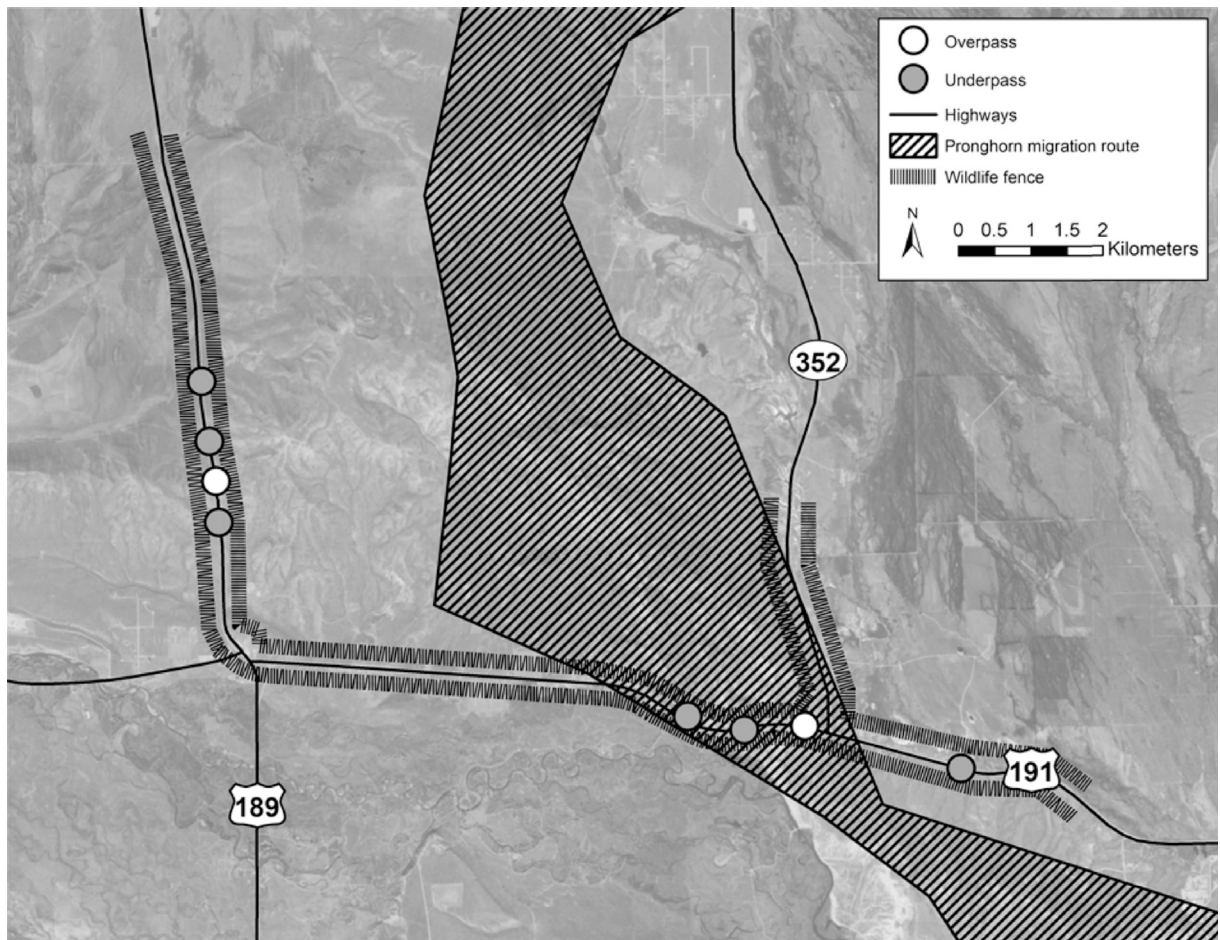 Overpass
Underpass
Highways
Pronghorn migration route
Wildlife fence
N
0 0.5 1 1.5 2
Kilometers
352
191
189